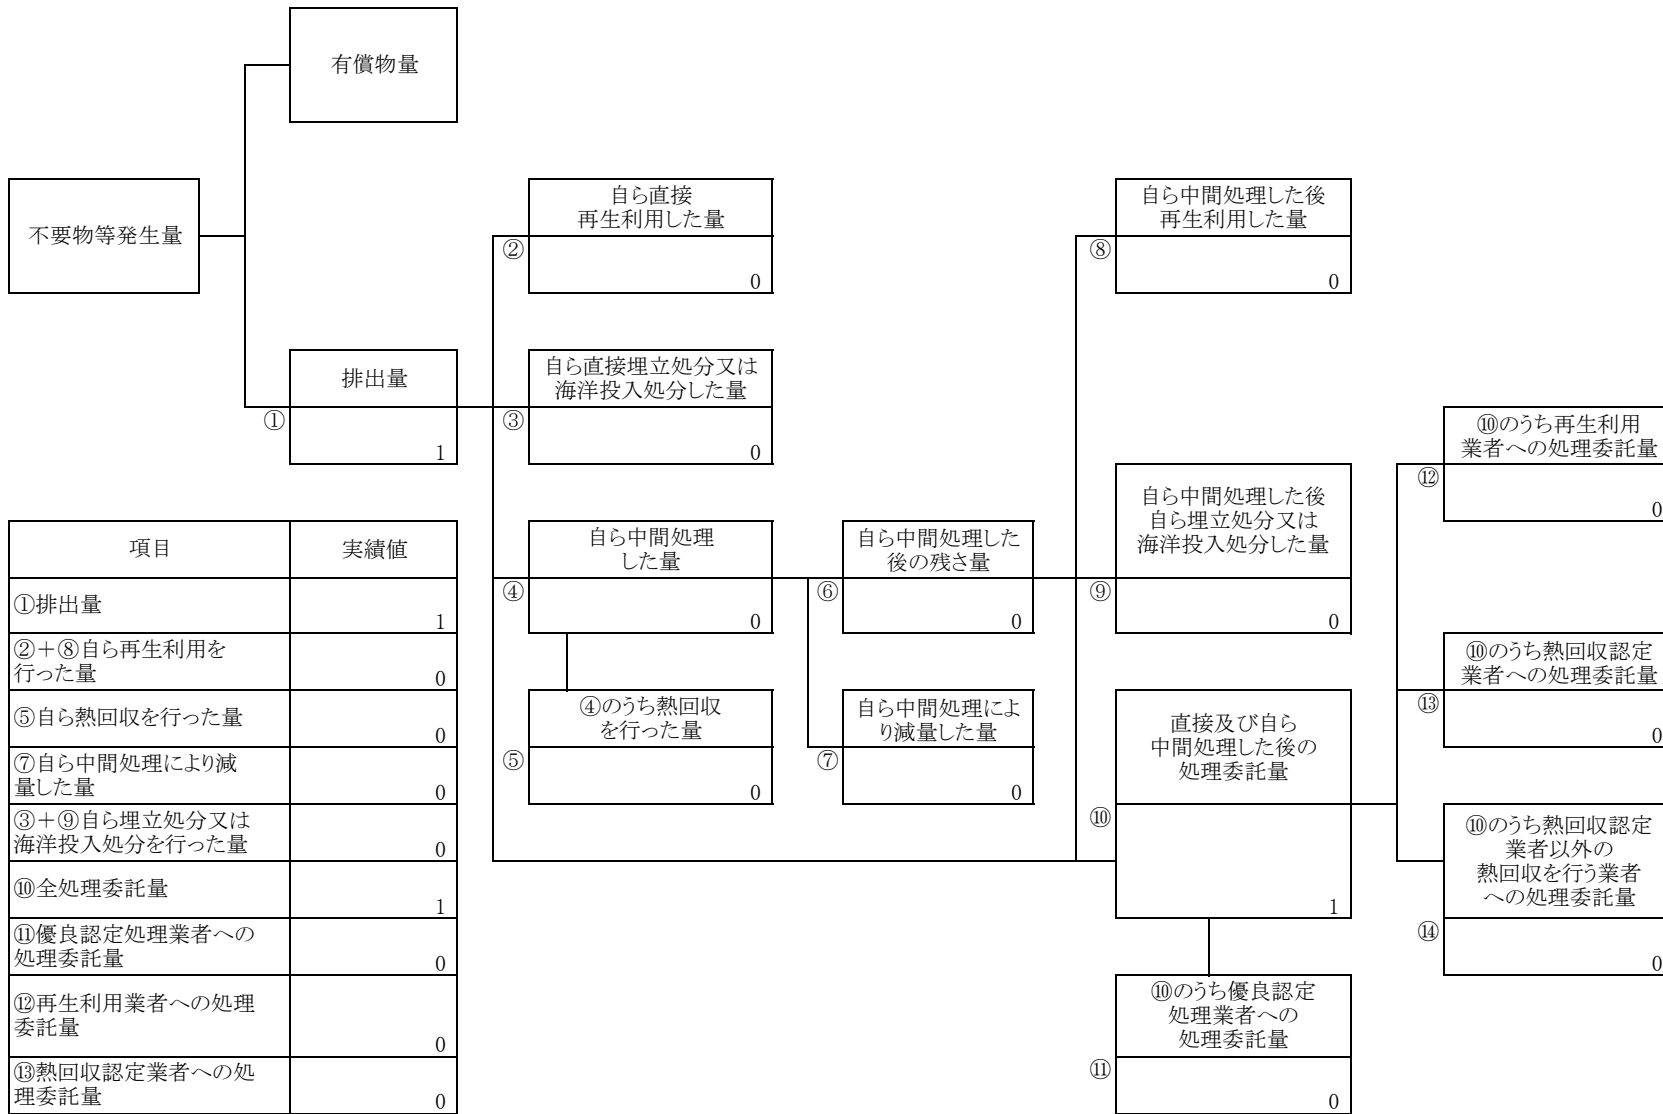 有償物量
不要物等発生量
自ら直接
再生利用した量
②
0
自ら中間処理した後
再生利用した量
⑧
0
排出量
①
1
自ら直接埋立処分又は
海洋投入処分した量
③
0
⑩のうち再生利用
業者への処理委託量
⑫
0
自ら中間処理した後
自ら埋立処分又は
海洋投入処分した量
⑨
0
自ら中間処理
した量
④
0
自ら中間処理した
後の残さ量
⑥
0
⑩のうち熱回収認定
業者への処理委託量
⑬
0
④のうち熱回収
を行った量
⑤
0
自ら中間処理によ
り減量した量
⑦
0
直接及び自ら
中間処理した後の
処理委託量
⑩
1
⑩のうち熱回収認定
業者以外の
熱回収を行う業者
への処理委託量
⑭
0
⑩のうち優良認定
処理業者への
処理委託量
⑪
0
項目 実績値
①排出量 1
②＋⑧自ら再生利用を
行った量 0
⑤自ら熱回収を行った量 0
⑦自ら中間処理により減
量した量 0
③＋⑨自ら埋立処分又は
海洋投入処分を行った量 0
⑩全処理委託量 1
⑪優良認定処理業者への
処理委託量 0
⑫再生利用業者への処理
委託量 0
⑬熱回収認定業者への処
理委託量 0